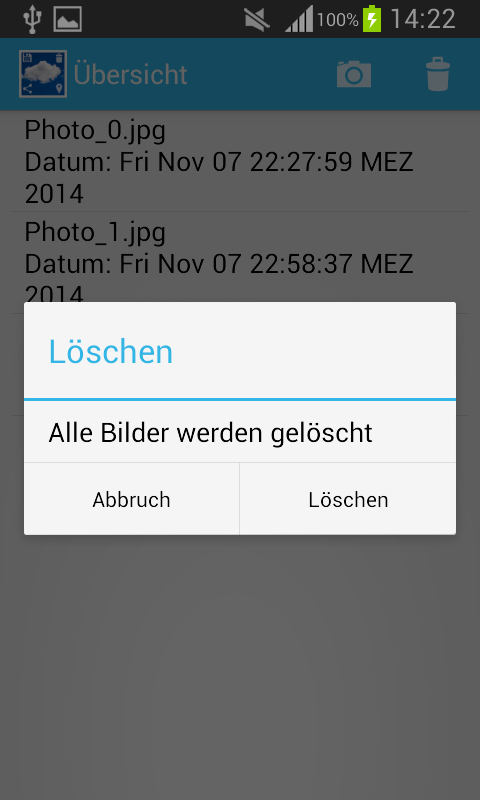 100% 14:22
Übersicht
Photo_0.jpg
Datum: Fri Nov 07 22:27:59 MEZ
2014
Photo_1.jpg
Datum: Fri Nov 07 22:58:37 MEZ
2014
Löschen
Alle Bilder werden gelöscht
Abbruch Löschen